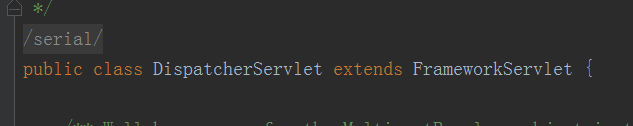 */
/serial/
public class DispatcherServlet extends FrameworkServlet {